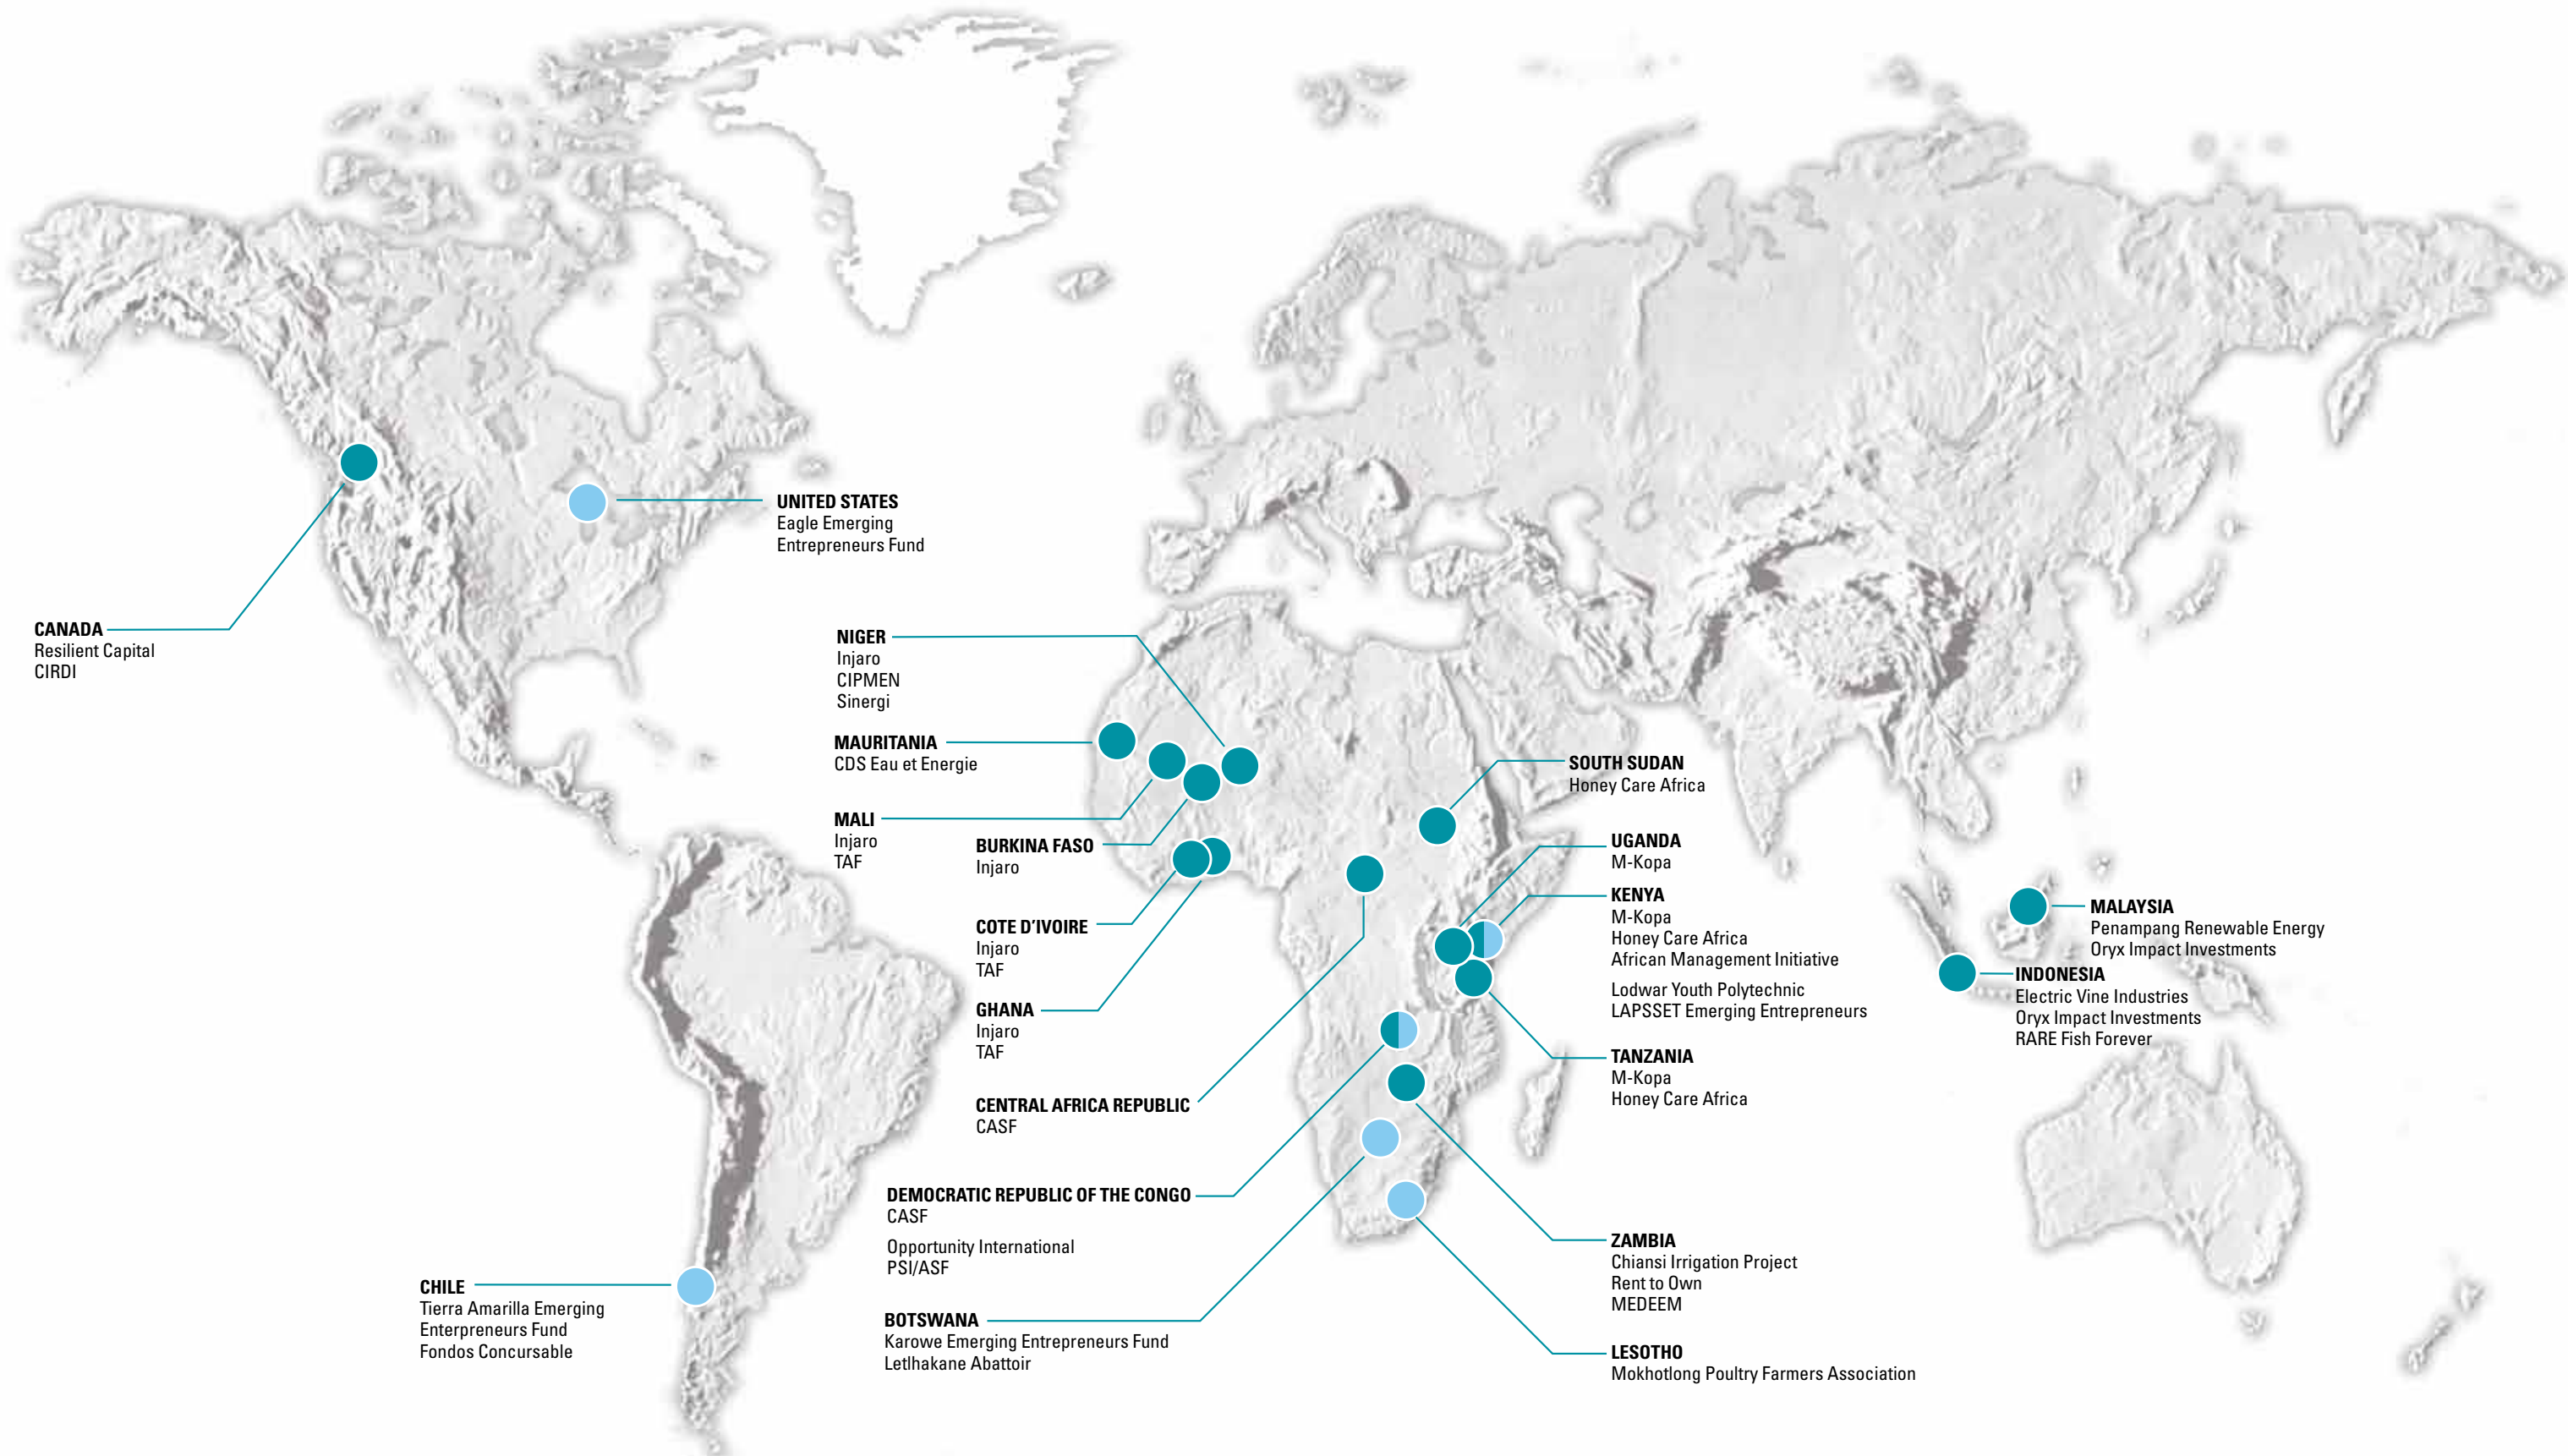 UNITED STATES
Eagle Emerging
Entrepreneurs Fund
CANADA
Resilient Capital
CIRDI
NIGER
Injaro
CIPMEN
Sinergi
MAURITANIA
CDS Eau et Energie
MALI
Injaro
TAF
BURKINA FASO
Injaro
COTE D'IVOIRE
Injaro
TAF
GHANA
Injaro
TAF
CENTRAL AFRICA REPUBLIC
CASF
DEMOCRATIC REPUBLIC OF THE CONGO
CASF
Opportunity International
PSI/ASF
BOTSWANA
Karowe Emerging Entrepreneurs Fund
Letlhakane Abattoir
CHILE
Tierra Amarilla Emerging
Enterpreneurs Fund
Fondos Concursable
SOUTH SUDAN
Honey Care Africa
UGANDA
M-Kopa
KENYA
M-Kopa
Honey Care Africa
African Management Initiative
Lodwar Youth Polytechnic
LAPSSET Emerging Entrepreneurs
TANZANIA
M-Kopa
Honey Care Africa
ZAMBIA
Chiansi Irrigation Project
Rent to Own
MEDEEM
LESOTHO
Mokhotlong Poultry Farmers Association
MALAYSIA
Penampang Renewable Energy
Oryx Impact Investments
INDONESIA
Electric Vine Industries
Oryx Impact Investments
RARE Fish Forever